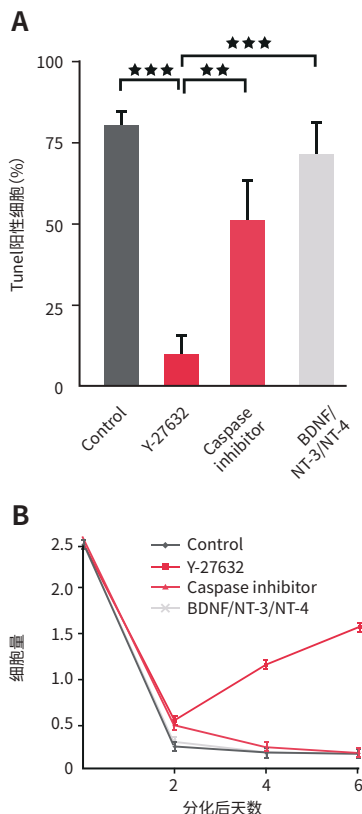 A
★★★
★★★ ★★
100
75
50
25
0
Tunel阳性细胞(%)
Control
Y-27632
Caspase
inhibitor
BDNF/
NT-3/NT-4
B
Control
Y-27632
Caspase inhibitor
BDNF/NT-3/NT-4
2.5
2.0
1.5
1.0
0.5
0
细胞量
2 4 6
分化后天数